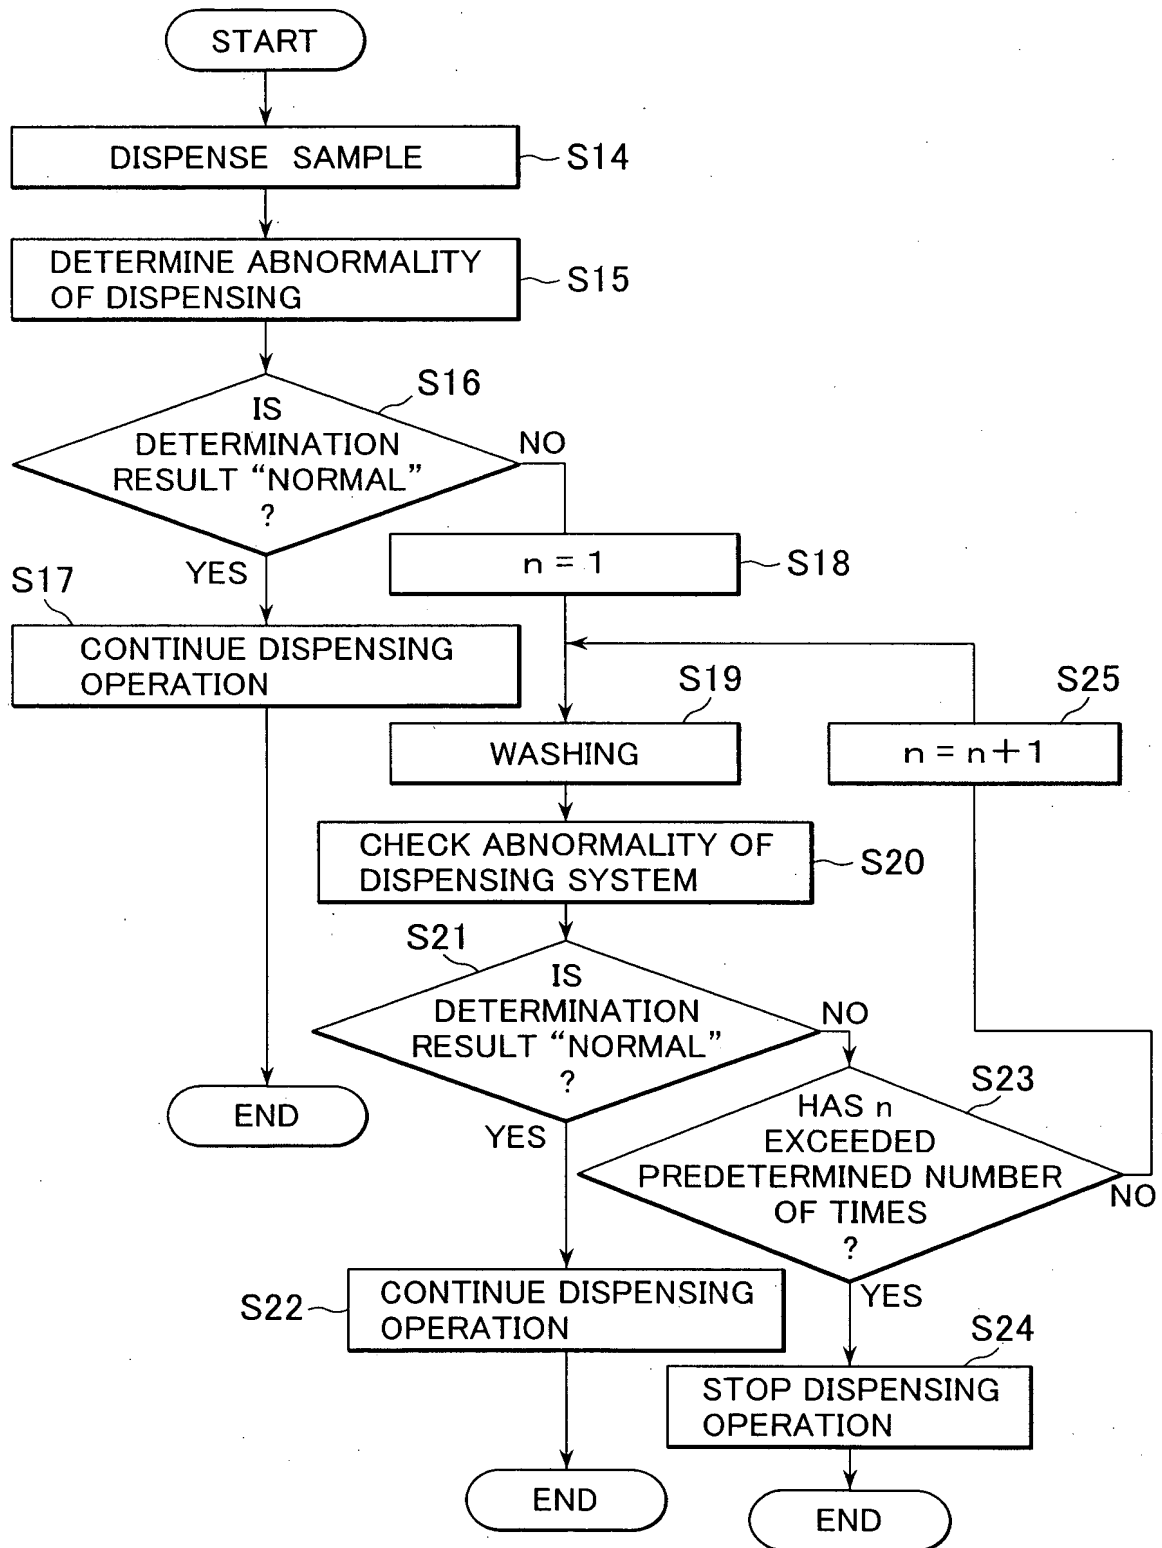 START
DISPENSE SAMPLE
S14
DETERMINE ABNORMALITY
OF DISPENSING
S15
S16
IS
DETERMINATION
RESULT “NORMAL”
?
NO
YES
n = 1
S18
S17
CONTINUE DISPENSING
OPERATION
S19
WASHING
S25
n = n + 1
CHECK ABNORMALITY OF
DISPENSING SYSTEM
S20
S21
IS
DETERMINATION
RESULT “NORMAL”
?
NO
YES
END
S23
HAS n
EXCEEDED
PREDETERMINED NUMBER
OF TIMES
?
NO
YES
S22
CONTINUE DISPENSING
OPERATION
S24
STOP DISPENSING
OPERATION
END
END